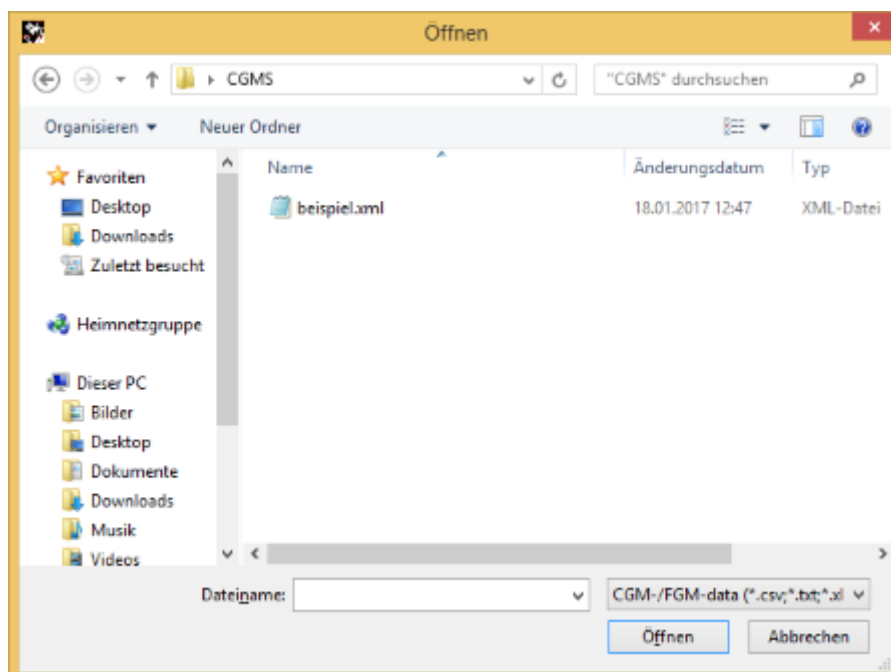 Öffnen
CGMS
"CGMS" durchsuchen
Organisieren
Neuer Ordner
Favoriten
Desktop
Downloads
Zuletzt besucht
Heimnetzgruppe
Dieser PC
Bilder
Desktop
Dokumente
Downloads
Musik
Videos
Name Änderungsdatum Typ
beispiel.xml 18.01.2017 12:47 XML-Datei
Dateiname:
CGM-/FGM-data (*.csv;*.txt;*.xl
Öffnen Abbrechen